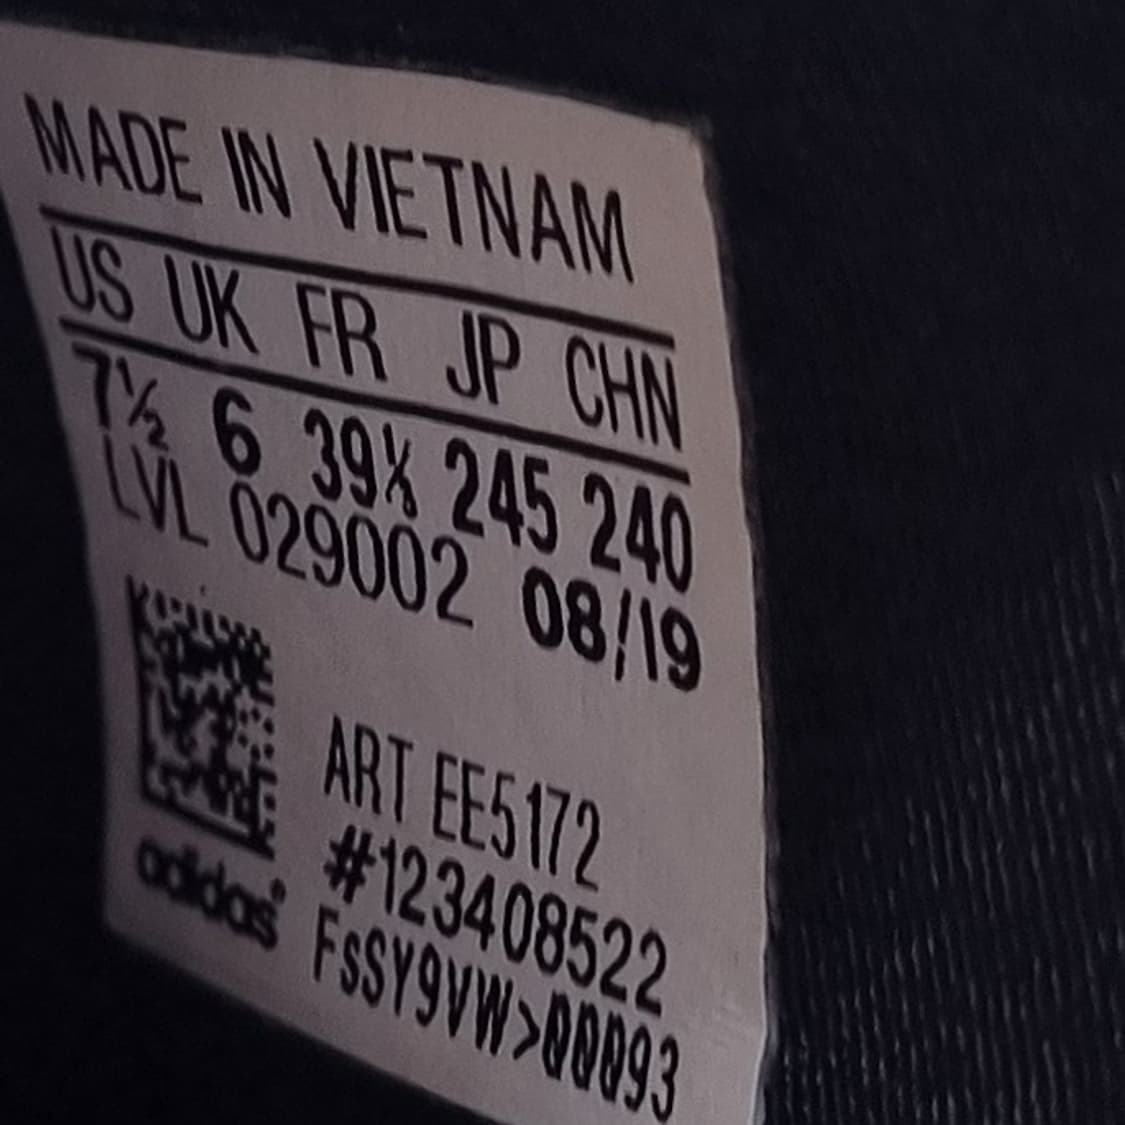 MADE IN VIETNAM
US UK FR JP CHN
7½ 6 39⅓ 245 240
LVL 029002 08/19
ART EE5172
#123408522
adidas
FsSY9VW>00093